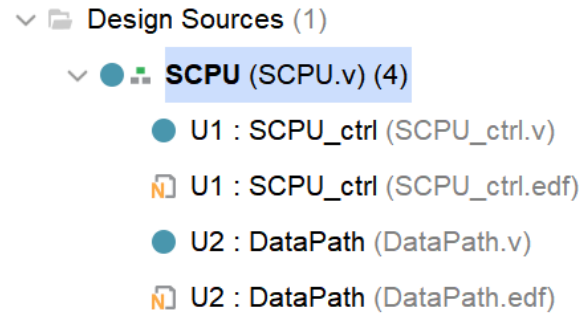 Design Sources (1)
SCPU (SCPU.v) (4)
U1 : SCPU_ctrl (SCPU_ctrl.v)
U1 : SCPU_ctrl (SCPU_ctrl.edf)
U2 : DataPath (DataPath.v)
U2 : DataPath (DataPath.edf)